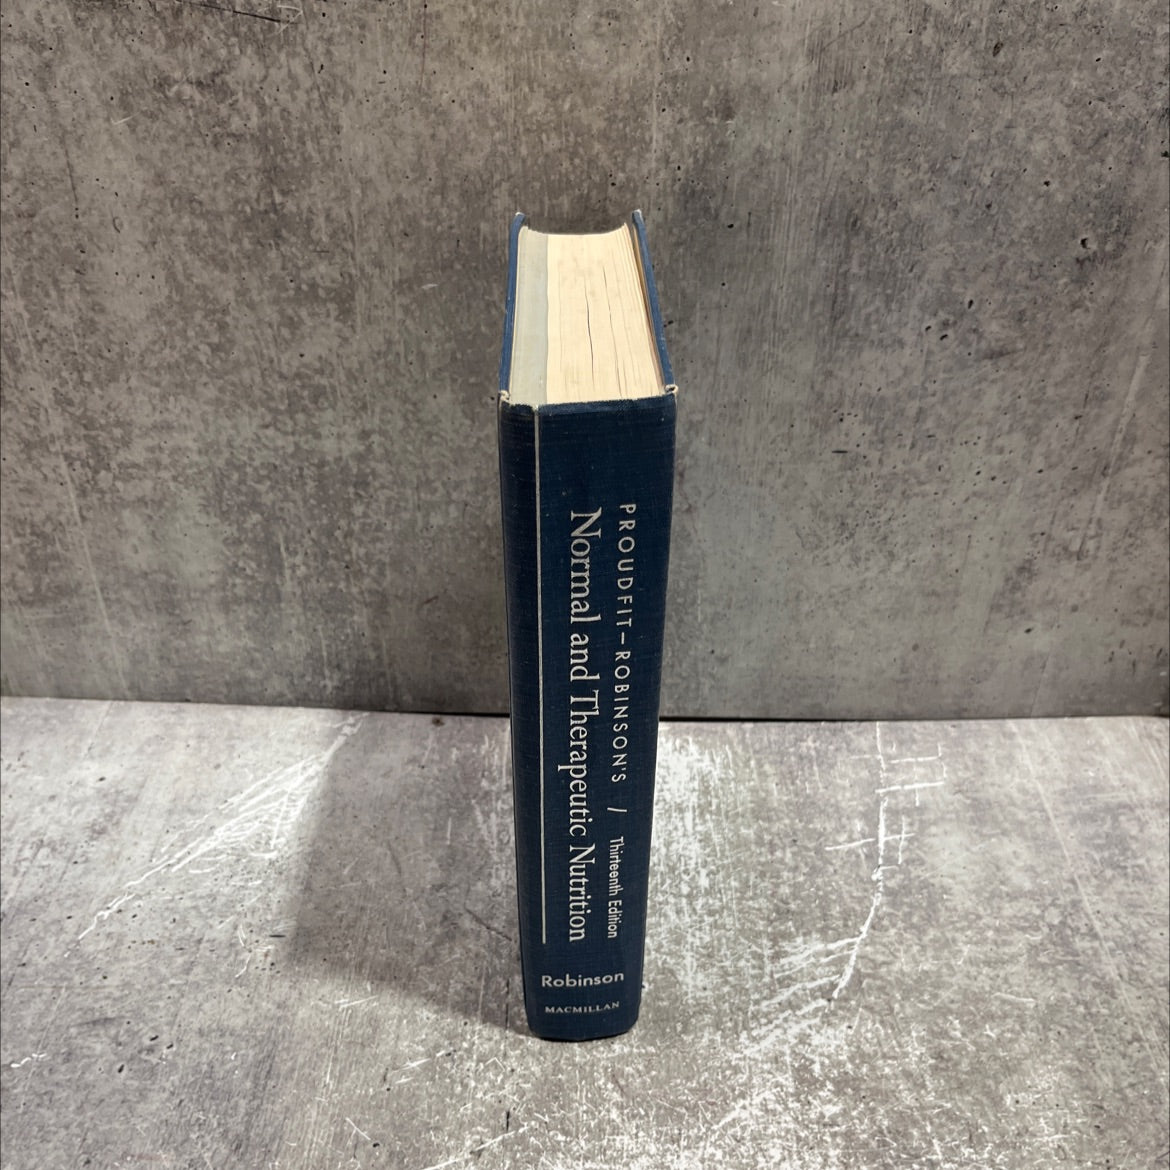 PROUDFIT–ROBINSON'S / Thirteenth Edition
Normal and Therapeutic Nutrition
Robinson
MACMILLAN